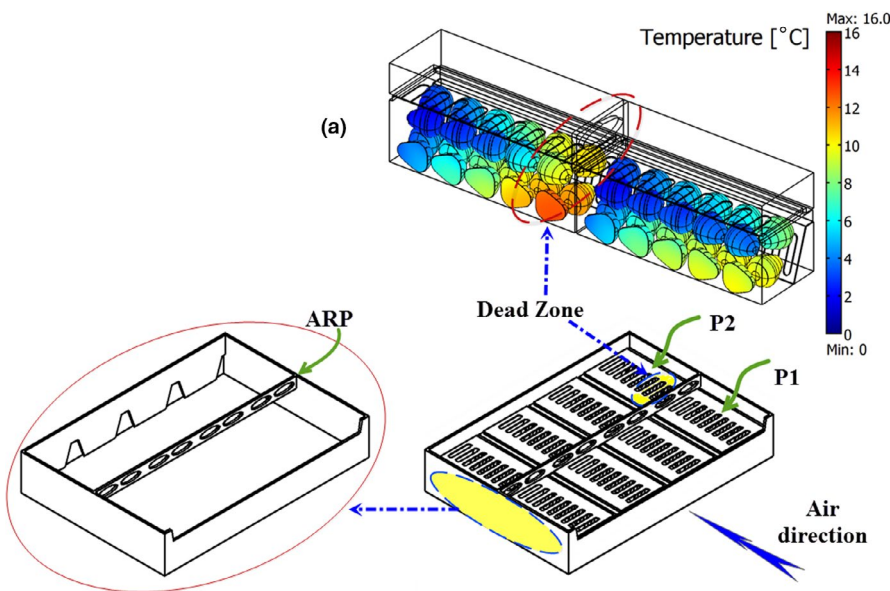 Max: 16.0
Temperature [°C]
16
14
12
10
8
6
4
2
0
Min: 0
(a)
Dead Zone
ARP
P2
P1
Air
direction